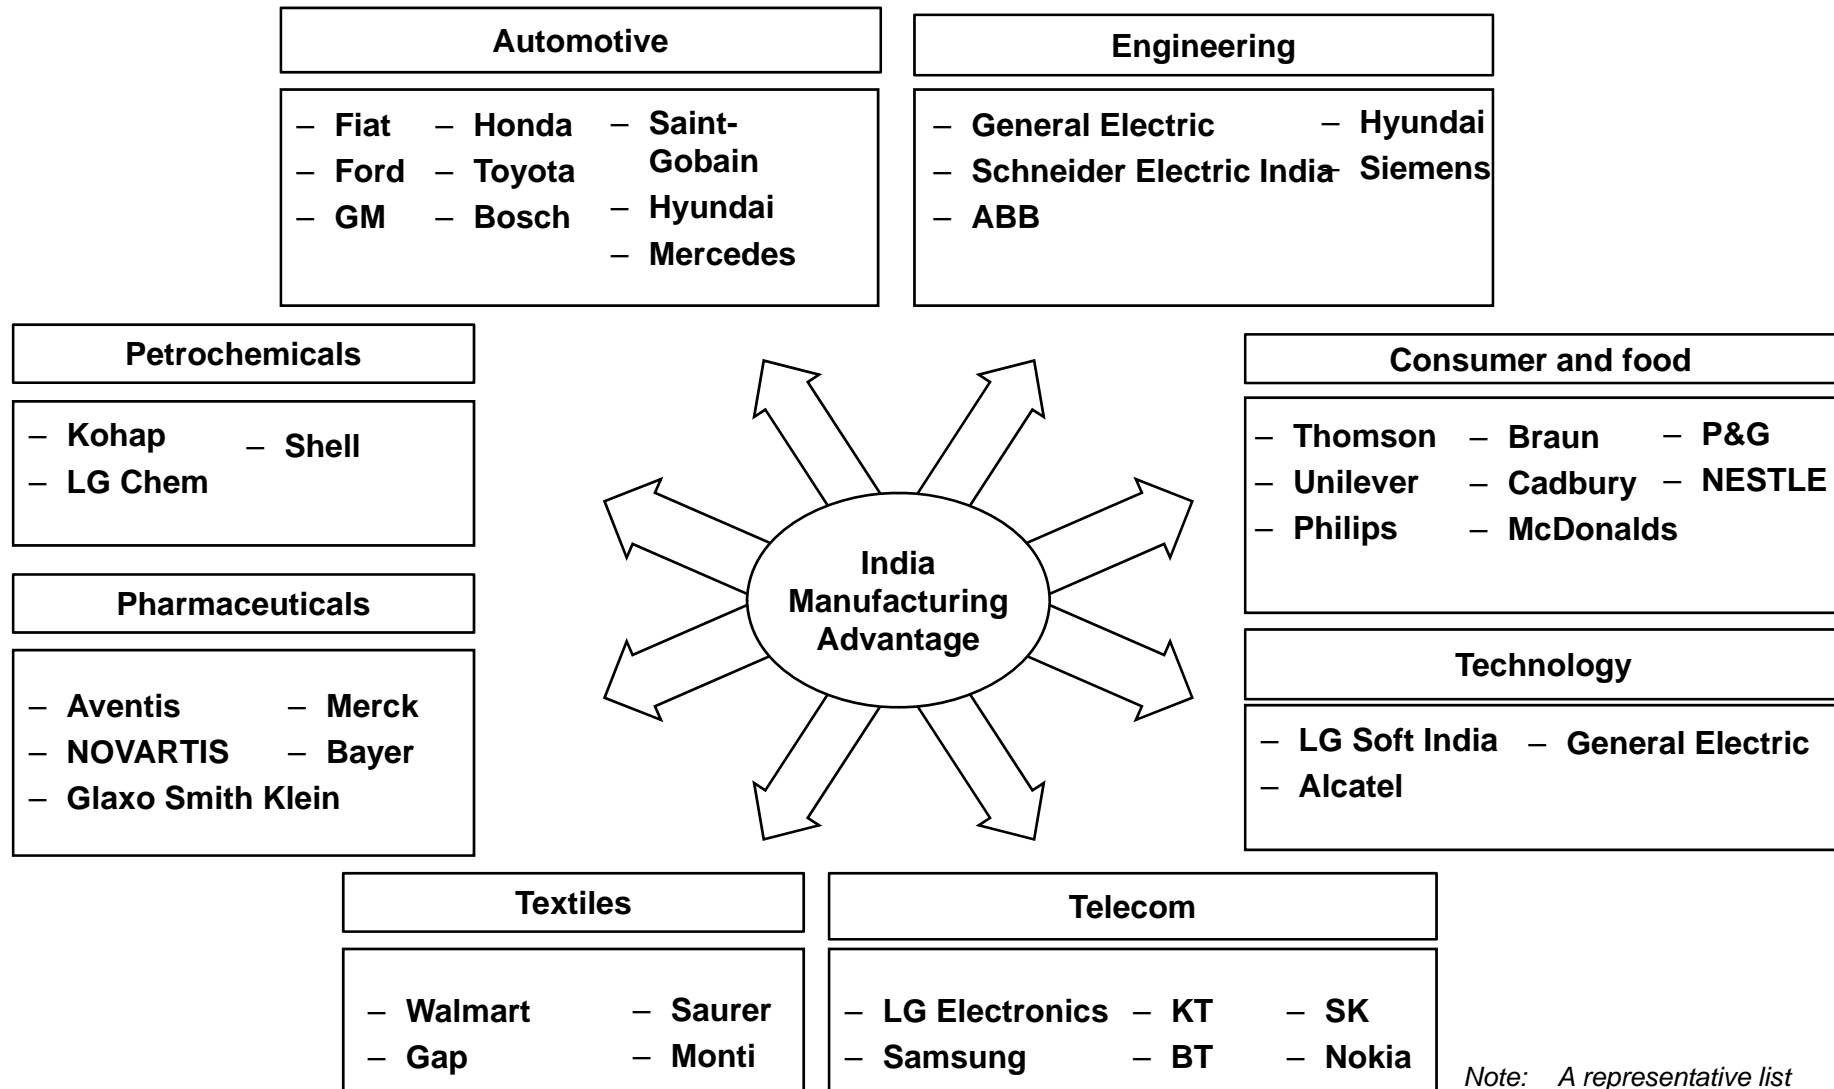 Automotive
– Fiat
– Ford
– GM
– Honda
– Toyota
– Bosch
– Saint-
Gobain
– Hyundai
– Mercedes
Engineering
– General Electric
– Schneider Electric India
– ABB
– Hyundai
– Siemens
Petrochemicals
– Kohap
– LG Chem
– Shell
Consumer and food
– Thomson
– Unilever
– Philips
– Braun
– Cadbury
– McDonalds
– P&G
– NESTLE
India
Manufacturing
Advantage
Pharmaceuticals
– Aventis
– NOVARTIS
– Glaxo Smith Klein
– Merck
– Bayer
Technology
– LG Soft India
– Alcatel
– General Electric
Textiles
– Walmart
– Gap
– Saurer
– Monti
Telecom
– LG Electronics
– Samsung
– KT
– BT
– SK
– Nokia
Note: A representative list